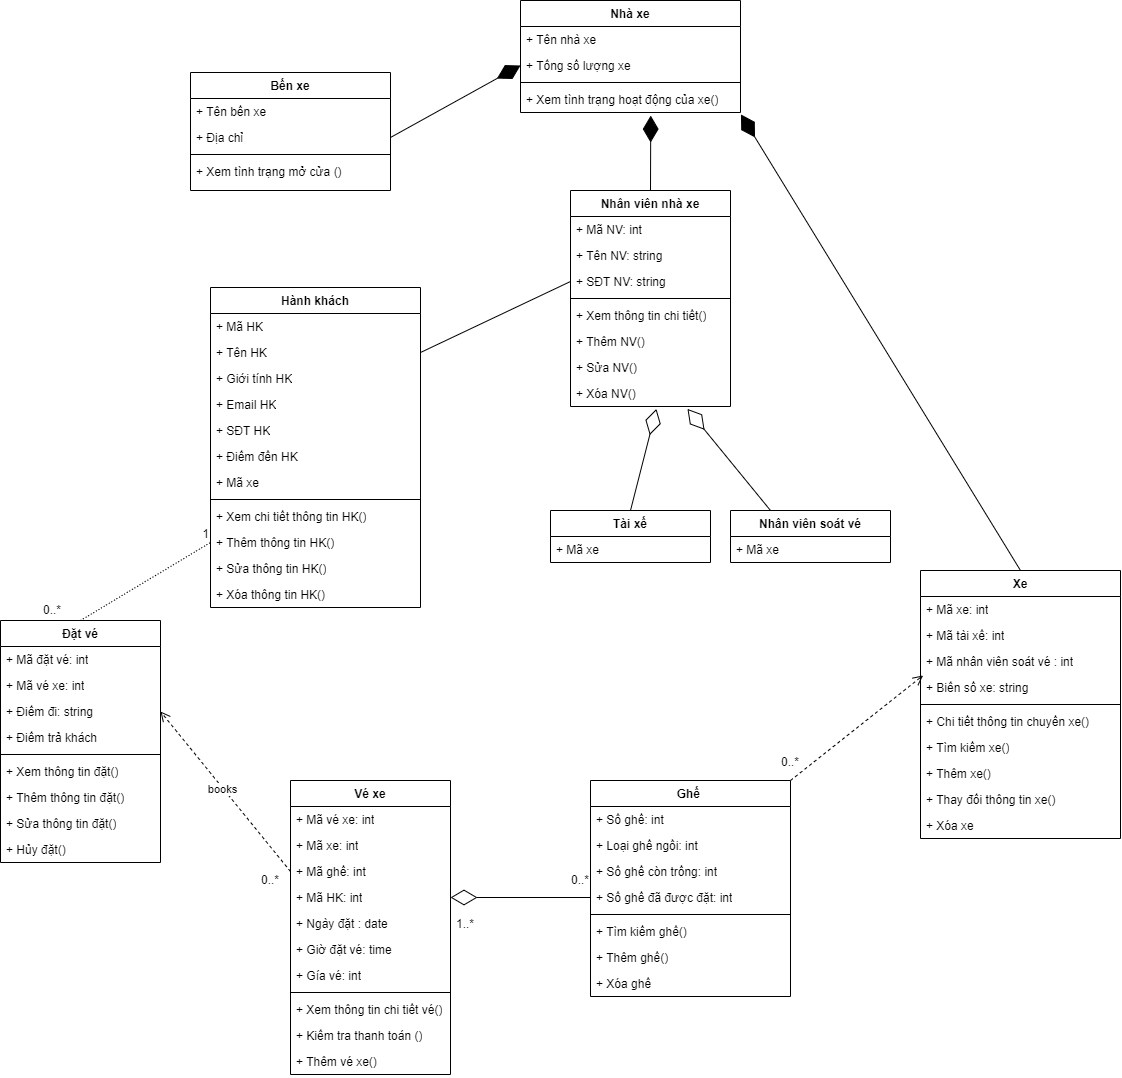 Nhà xe
+ Tên nhà xe
+ Tổng số lượng xe
+ Xem tình trạng hoạt động của xe()
Bến xe
+ Tên bến xe
+ Địa chỉ
+ Xem tình trạng mở cửa ()
Nhân viên nhà xe
+ Mã NV: int
+ Tên NV: string
+ SĐT NV: string
+ Xem thông tin chi tiết()
+ Thêm NV()
+ Sửa NV()
+ Xóa NV()
Hành khách
+ Mã HK
+ Tên HK
+ Giới tính HK
+ Email HK
+ SĐT HK
+ Điểm đến HK
+ Mã xe
+ Xem chi tiết thông tin HK()
+ Thêm thông tin HK()
+ Sửa thông tin HK()
+ Xóa thông tin HK()
Tài xế
+ Mã xe
Nhân viên soát vé
+ Mã xe
1
0..*
Đặt vé
+ Mã đặt vé: int
+ Mã vé xe: int
+ Điểm đi: string
+ Điểm trả khách
+ Xem thông tin đặt()
+ Thêm thông tin đặt()
+ Sửa thông tin đặt()
+ Hủy đặt()
books
0..*
Xe
+ Mã xe: int
+ Mã tài xế: int
+ Mã nhân viên soát vé : int
+ Biển số xe: string
+ Chi tiết thông tin chuyến xe()
+ Tìm kiếm xe()
+ Thêm xe()
+ Thay đổi thông tin xe()
+ Xóa xe
0..*
Vé xe
+ Mã vé xe: int
+ Mã xe: int
+ Mã ghế: int
+ Mã HK: int
+ Ngày đặt : date
+ Giờ đặt vé: time
+ Gía vé: int
+ Xem thông tin chi tiết vé()
+ Kiểm tra thanh toán ()
+ Thêm vé xe()
0..*
1..*
Ghế
+ Số ghế: int
+ Loại ghế ngồi: int
+ Số ghế còn trống: int
+ Số ghế đã được đặt: int
+ Tìm kiếm ghế()
+ Thêm ghế()
+ Xóa ghế